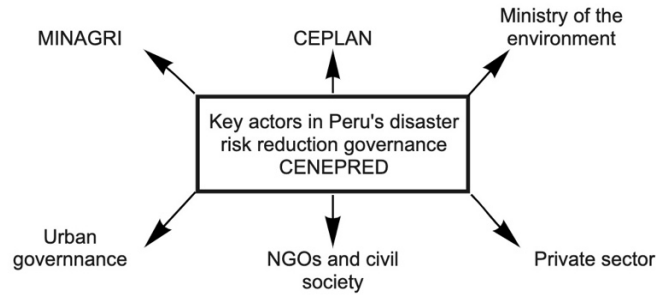 Ministry of the
environment
MINAGRI
CEPLAN
Key actors in Peru's disaster
risk reduction governance
CENEPRED
Urban
governnance
NGOs and civil
society
Private sector